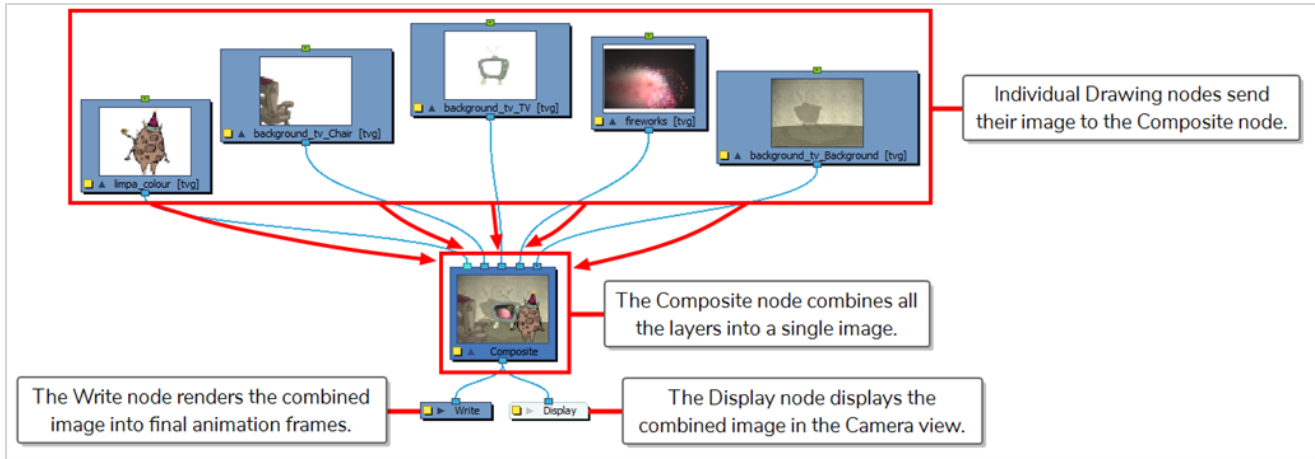 limpa_colour [tvg]
background_tv_Chair [tvg]
background_tv_TV [tvg]
fireworks [tvg]
background_tv_Background [tvg]
Individual Drawing nodes send
their image to the Composite node.
Composite
The Composite node combines all
the layers into a single image.
The Write node renders the combined
image into final animation frames.
Write
Display
The Display node displays the
combined image in the Camera view.